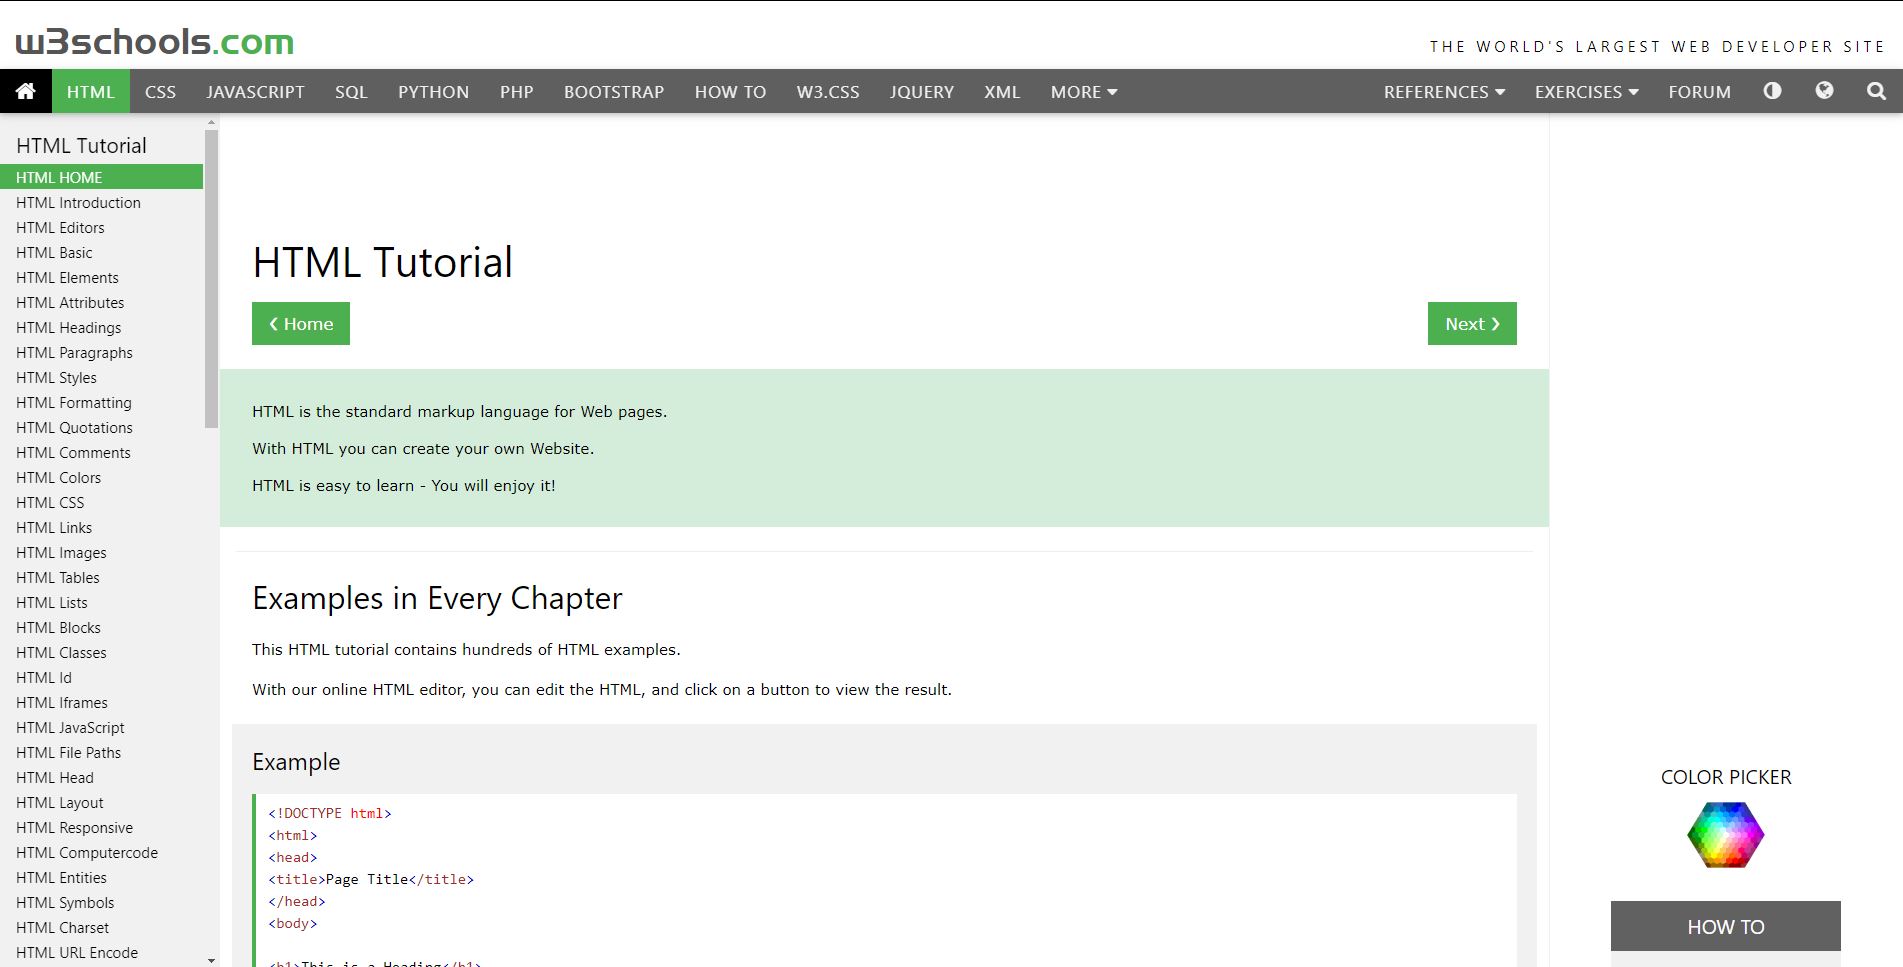 w3schools.com
THE WORLD'S LARGEST WEB DEVELOPER SITE
HTML CSS JAVASCRIPT SQL PYTHON PHP BOOTSTRAP HOW TO W3.CSS JQUERY XML MORE REFERENCES EXERCISES FORUM
HTML Tutorial
HTML HOME
HTML Introduction
HTML Editors
HTML Basic
HTML Elements
HTML Attributes
HTML Headings
HTML Paragraphs
HTML Styles
HTML Formatting
HTML Quotations
HTML Comments
HTML Colors
HTML CSS
HTML Links
HTML Images
HTML Tables
HTML Lists
HTML Blocks
HTML Classes
HTML Id
HTML Iframes
HTML JavaScript
HTML File Paths
HTML Head
HTML Layout
HTML Responsive
HTML Computercode
HTML Entities
HTML Symbols
HTML Charset
HTML URL Encode
HTML Tutorial
❮ Home
Next ❯
HTML is the standard markup language for Web pages.
With HTML you can create your own Website.
HTML is easy to learn - You will enjoy it!
Examples in Every Chapter
This HTML tutorial contains hundreds of HTML examples.
With our online HTML editor, you can edit the HTML, and click on a button to view the result.
Example
<!DOCTYPE html>
<html>
<head>
<title>Page Title</title>
</head>
<body>
<h1>This is a Heading</h1>
COLOR PICKER
HOW TO